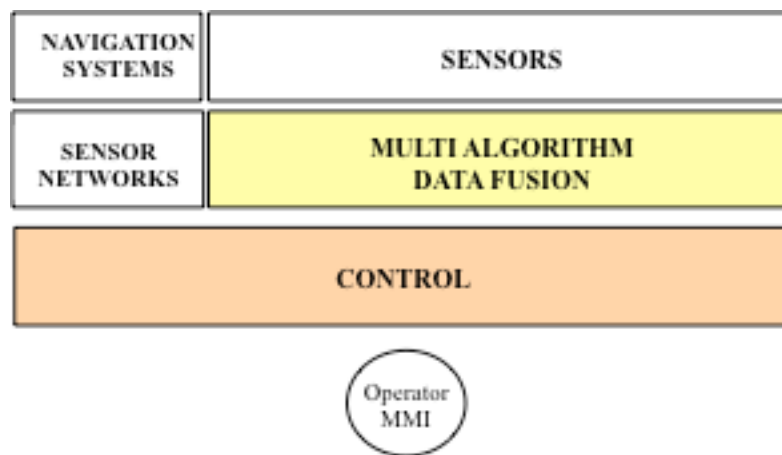 NAVIGATION
SYSTEMS
SENSORS
SENSOR
NETWORKS
MULTI ALGORITHM
DATA FUSION
CONTROL
Operator
MMI